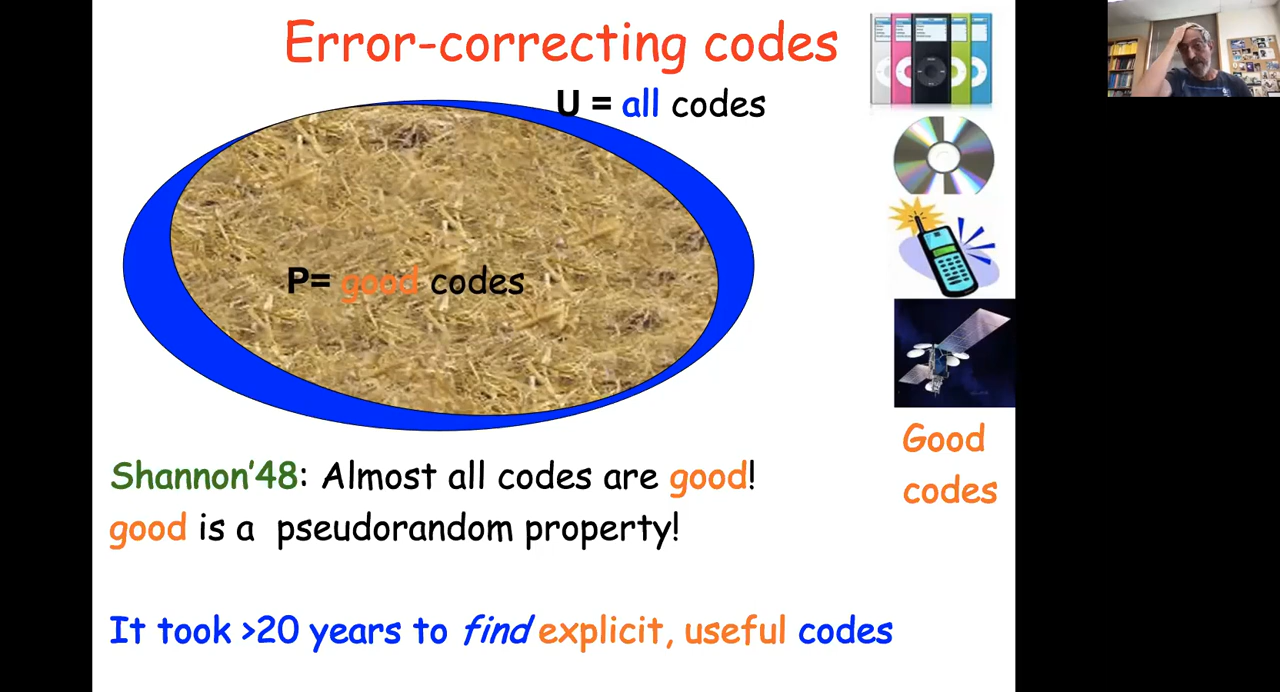 Error-correcting codes
U = all codes
P= good codes
Good
codes
Shannon’48: Almost all codes are good!
good is a pseudorandom property!
It took >20 years to find explicit, useful codes